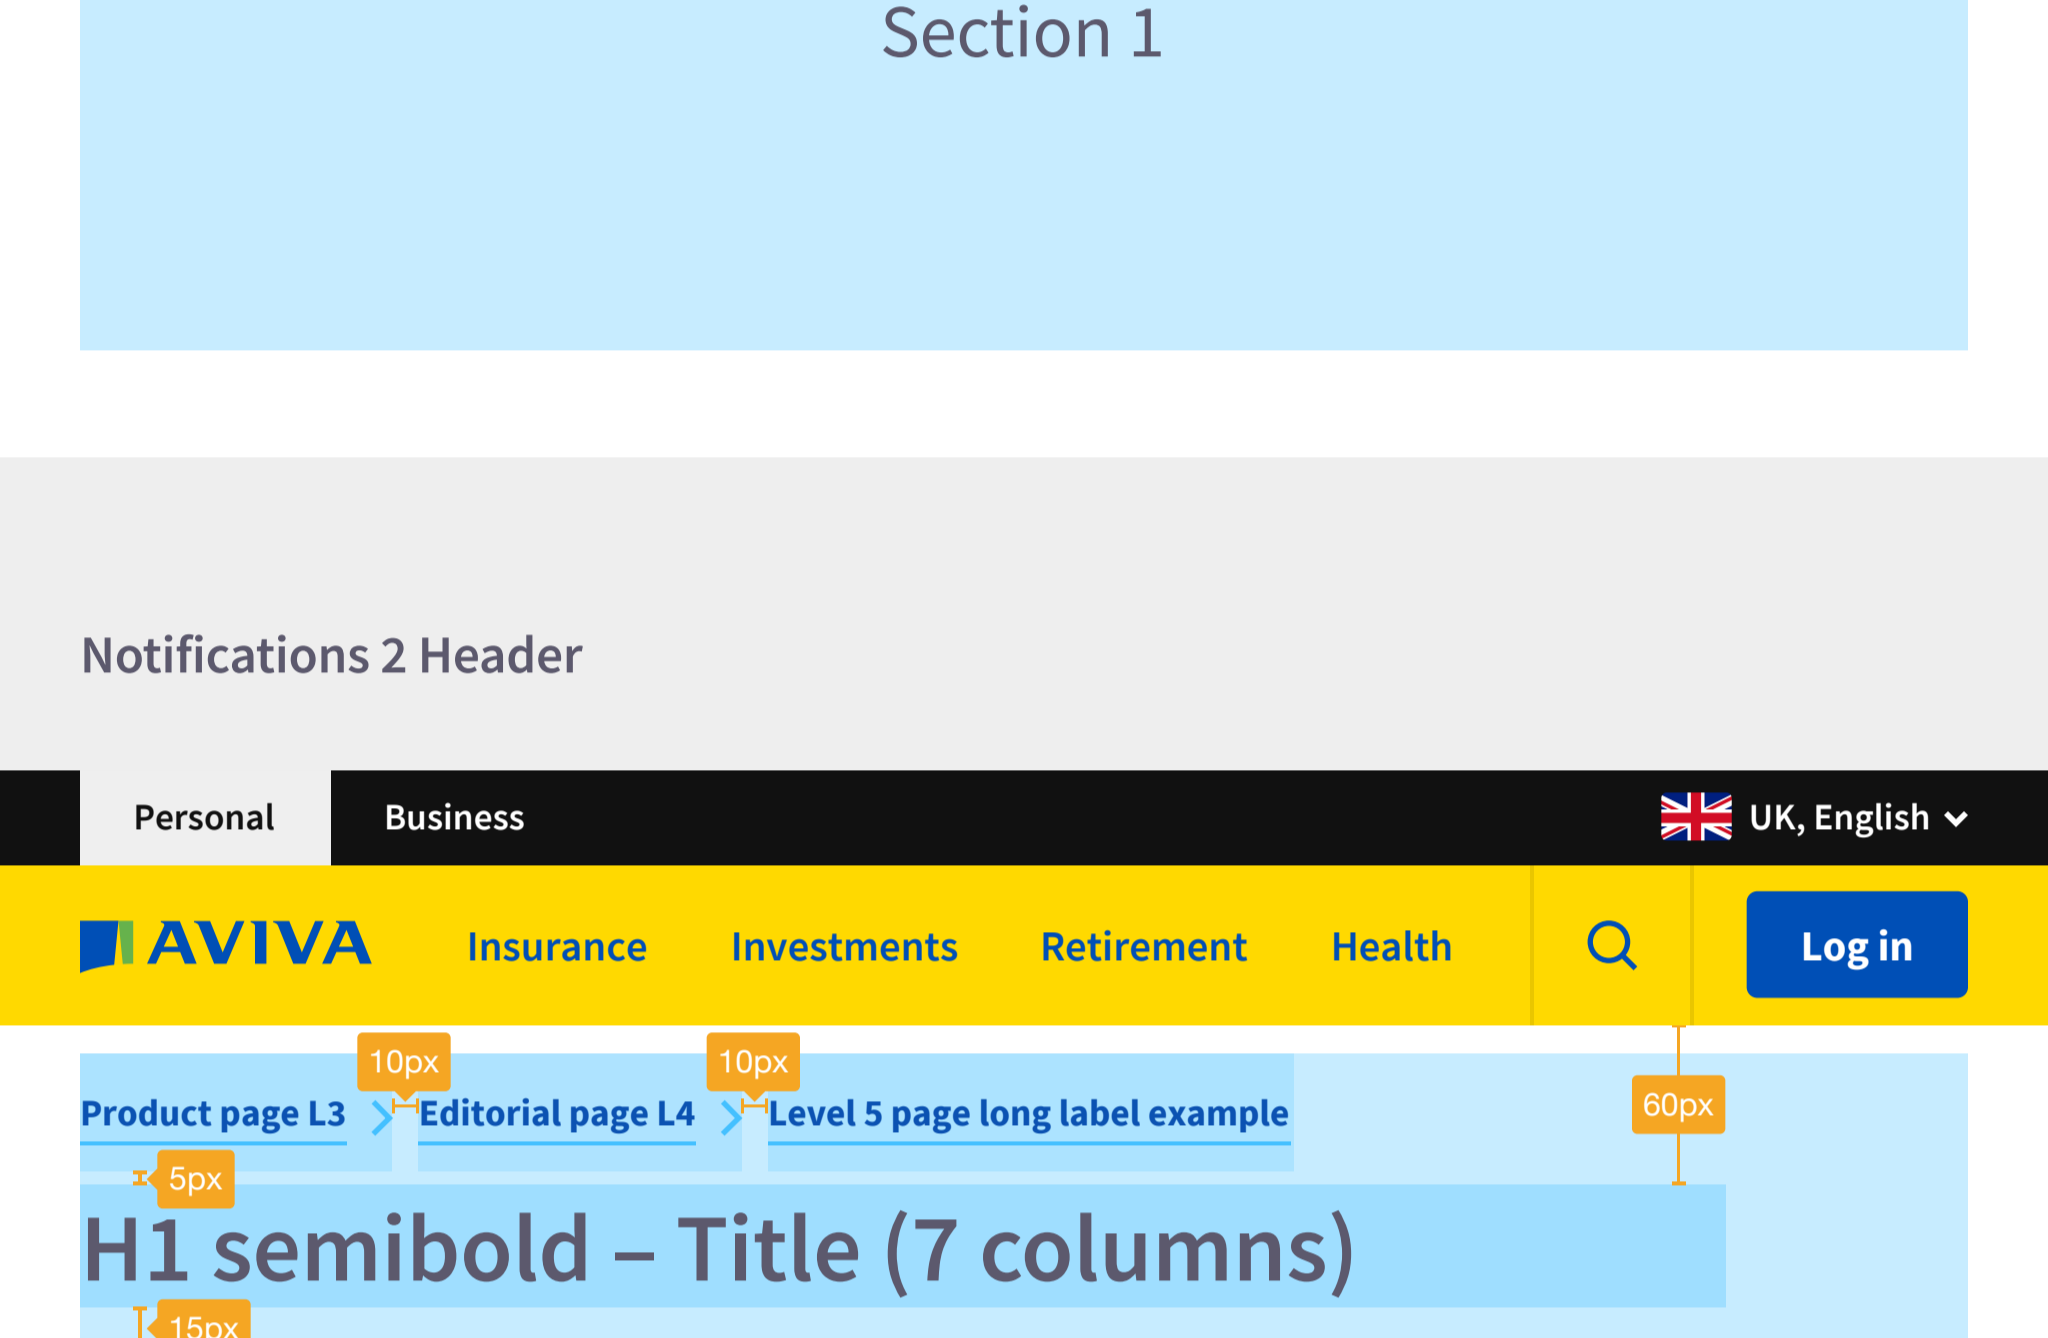 Section 1
Notifications 2 Header
Personal Business UK, English
AVIVA Insurance Investments Retirement Health Log in
10px 10px
Product page L3 Editorial page L4 Level 5 page long label example 60px
5px
H1 semibold – Title (7 columns)
15px